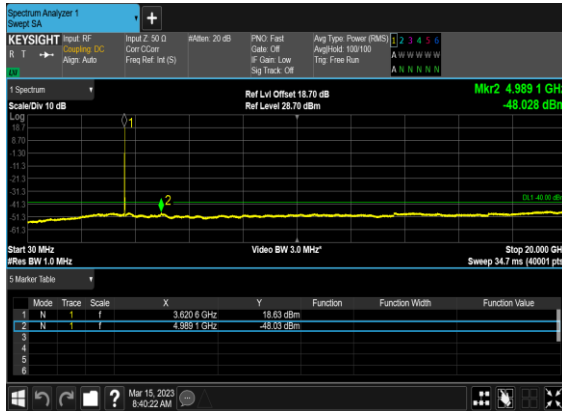 Spectrum Analyzer 1
Swept SA
+
KEYSIGHT Input: RF Input Z: 50 Ω #Atten: 20 dB PNO: Fast Avg Type: Power (RMS) 1 2 3 4 5 6
R T Coupling: DC Corr CCorr Gate: Off Avg|Hold: 100/100 A W W W W W
Align: Auto Freq Ref: Int (S) IF Gain: Low Trig: Free Run
LXI Sig Track: Off A N N N N N
1 Spectrum Ref Lvl Offset 18.70 dB Mkr2 4.989 1 GHz
Scale/Div 10 dB Ref Level 28.70 dBm -48.028 dBm
Log
18.7
8.70
-1.30
-11.3
-21.3
-31.3
-41.3
-51.3
-61.3
1
2
DL1 -40.00 dBm
Start 30 MHz Video BW 3.0 MHz* Stop 20.000 GHz
#Res BW 1.0 MHz Sweep 34.7 ms (40001 pts)
5 Marker Table
Mode Trace Scale X Y Function Function Width Function Value
1 N 1 f 3.620 6 GHz 18.63 dBm
2 N 1 f 4.989 1 GHz -48.03 dBm
3
4
5
6
? Mar 15, 2023
8:40:22 AM